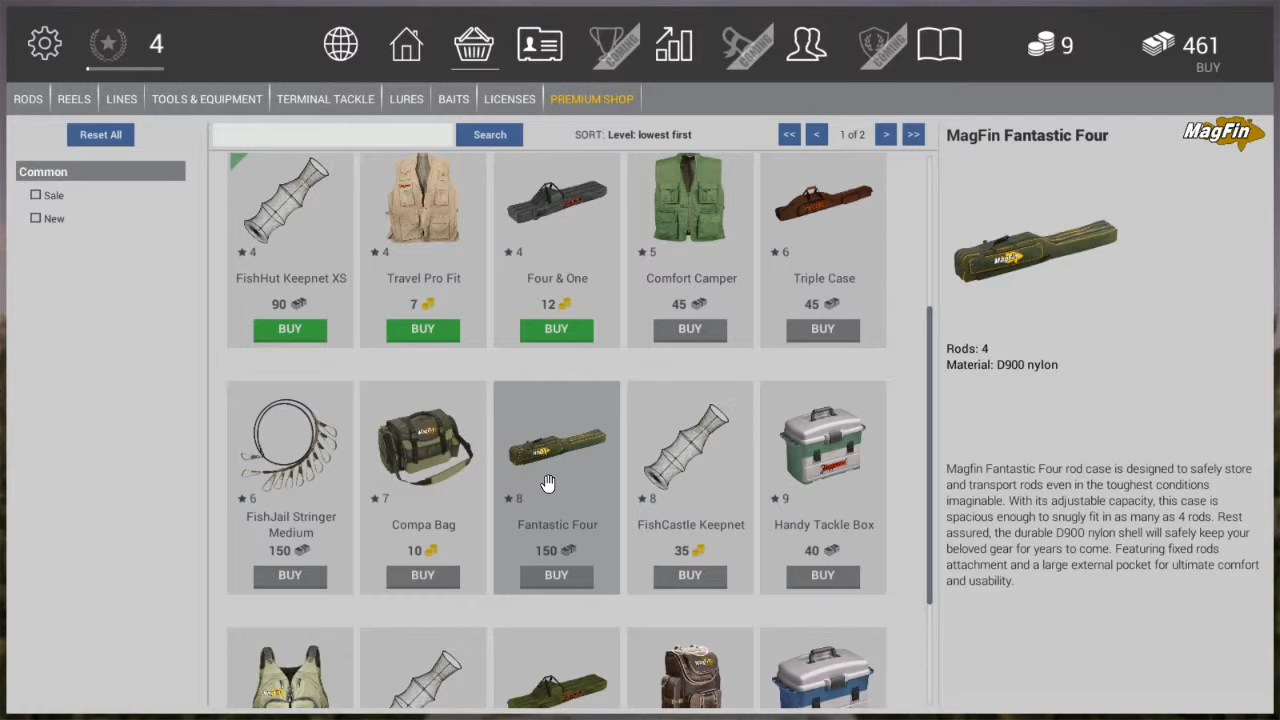 4
COMING
COMING
COMING
9
461
BUY
RODS
REELS
LINES
TOOLS & EQUIPMENT
TERMINAL TACKLE
LURES
BAITS
LICENSES
PREMIUM SHOP
Reset All
Search
SORT: Level: lowest first
<<
<
1 of 2
>
>>
MagFin Fantastic Four
MagFin
Common
Sale
New
4
4
4
5
6
FishHut Keepnet XS
Travel Pro Fit
Four & One
Comfort Camper
Triple Case
90
7
12
45
45
BUY
BUY
BUY
BUY
BUY
Rods: 4
Material: D900 nylon
6
7
8
8
9
FishJail Stringer
Medium
Compa Bag
Fantastic Four
FishCastle Keepnet
Handy Tackle Box
150
10
150
35
40
BUY
BUY
BUY
BUY
BUY
Magfin Fantastic Four rod case is designed to safely store
and transport rods even in the toughest conditions
imaginable. With its adjustable capacity, this case is
spacious enough to snugly fit in as many as 4 rods. Rest
assured, the durable D900 nylon shell will safely keep your
beloved gear for years to come. Featuring fixed rods
attachment and a large external pocket for ultimate comfort
and usability.